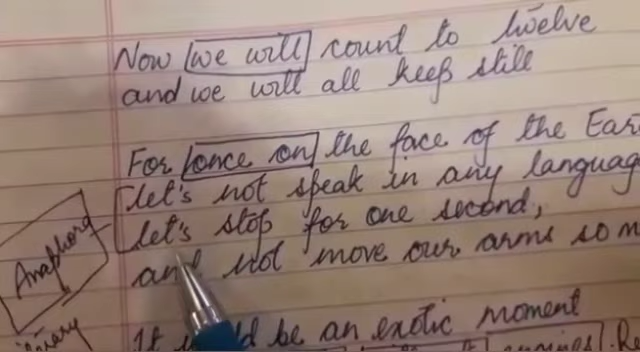 Now we will count to twelve
and we will all keep still
For once on the face of the Ear
let's not speak in any languag
let's stop for one second,
and not move our arms so m
Anaphora
It would be an exotic moment